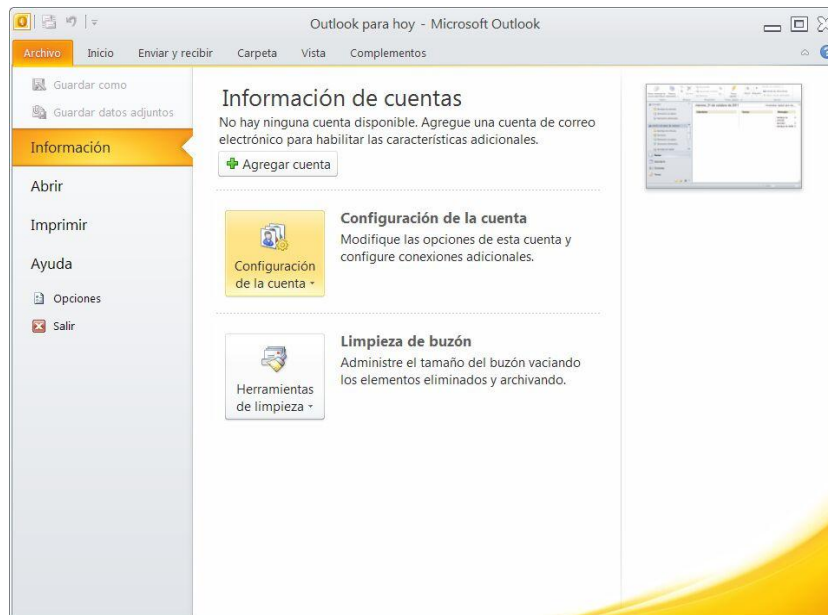 Outlook para hoy - Microsoft Outlook
Archivo Inicio Enviar y recibir Carpeta Vista Complementos
Guardar como
Guardar datos adjuntos
Información
Abrir
Imprimir
Ayuda
Opciones
Salir
Información de cuentas
No hay ninguna cuenta disponible. Agregue una cuenta de correo
electrónico para habilitar las características adicionales.
Agregar cuenta
Configuración
de la cuenta
Configuración de la cuenta
Modifique las opciones de esta cuenta y
configure conexiones adicionales.
Herramientas
de limpieza
Limpieza de buzón
Administre el tamaño del buzón vaciando
los elementos eliminados y archivando.